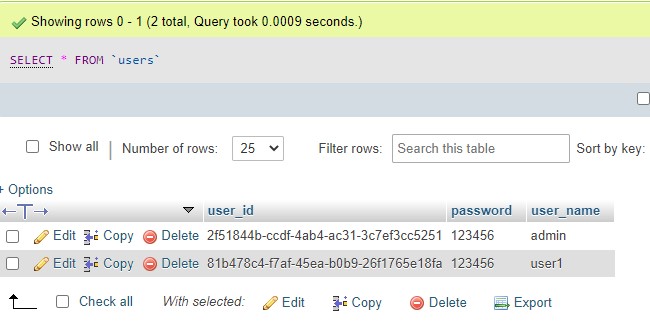 Showing rows 0 - 1 (2 total, Query took 0.0009 seconds.)
SELECT * FROM `users`
Show all | Number of rows: 25 Filter rows: Search this table Sort by key:
+ Options
←T→ user_id password user_name
Edit Copy Delete 2f51844b-ccdf-4ab4-ac31-3c7ef3cc5251 123456 admin
Edit Copy Delete 81b478c4-f7af-45ea-b0b9-26f1765e18fa 123456 user1
Check all With selected: Edit Copy Delete Export